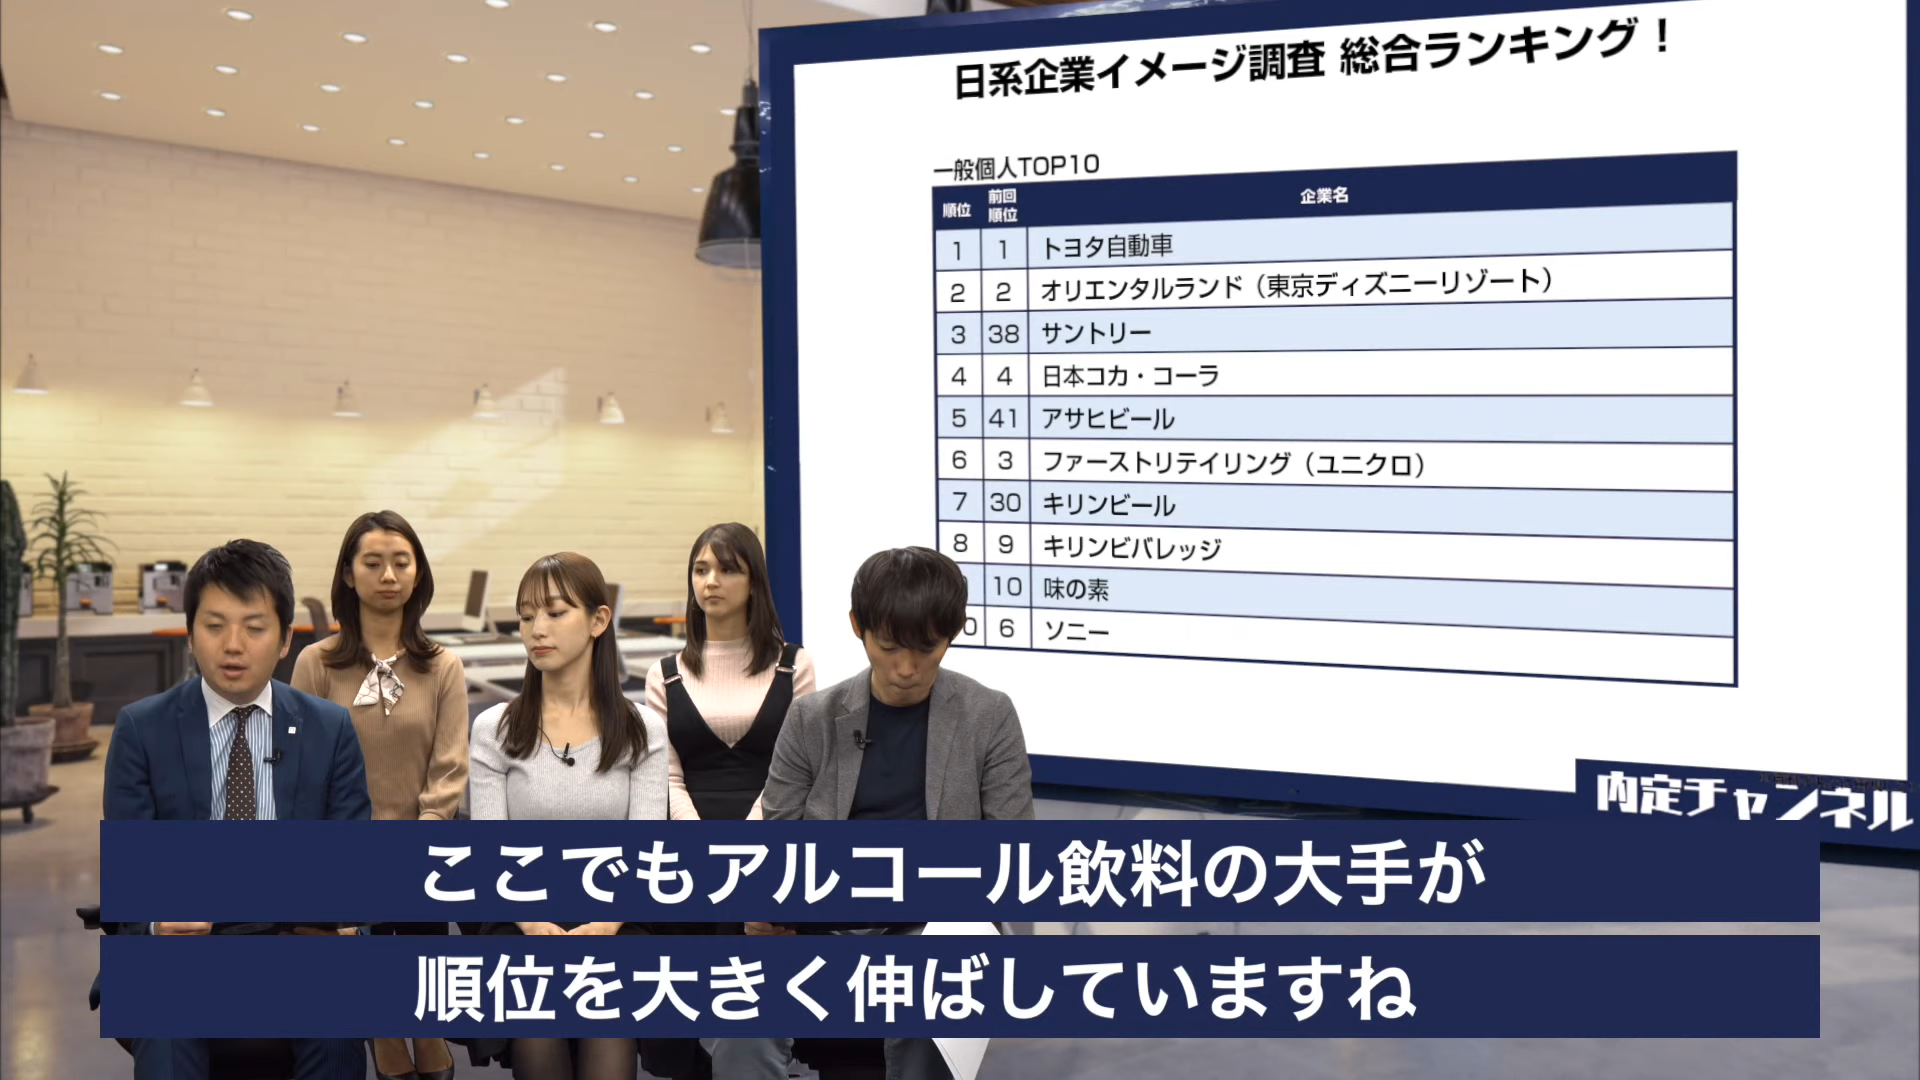 日系企業イメージ調査 総合ランキング！
一般個人TOP10
順位 前回順位 企業名
1 1 トヨタ自動車
2 2 オリエンタルランド（東京ディズニーリゾート）
3 38 サントリー
4 4 日本コカ・コーラ
5 41 アサヒビール
6 3 ファーストリテイリング（ユニクロ）
7 30 キリンビール
8 9 キリンビバレッジ
10 味の素
0 6 ソニー
内定チャンネル
ここでもアルコール飲料の大手が
順位を大きく伸ばしていますね